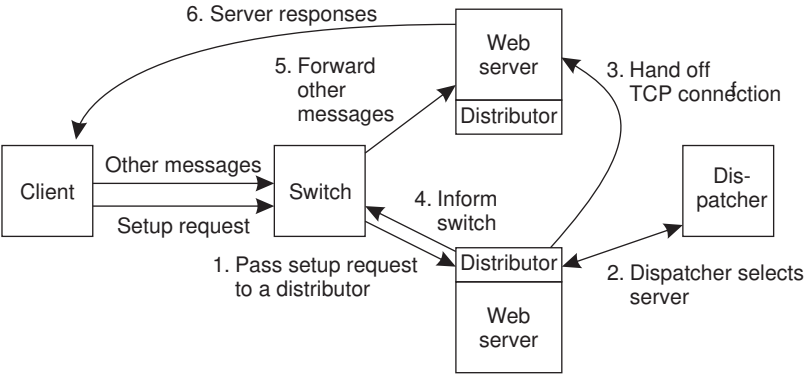 6. Server responses
Web
server
Distributor
5. Forward
other
messages
3. Hand off
TCP connection
Client
Other messages
Setup request
Switch
4. Inform
switch
Dis-
patcher
1. Pass setup request
to a distributor
Distributor
Web
server
2. Dispatcher selects
server